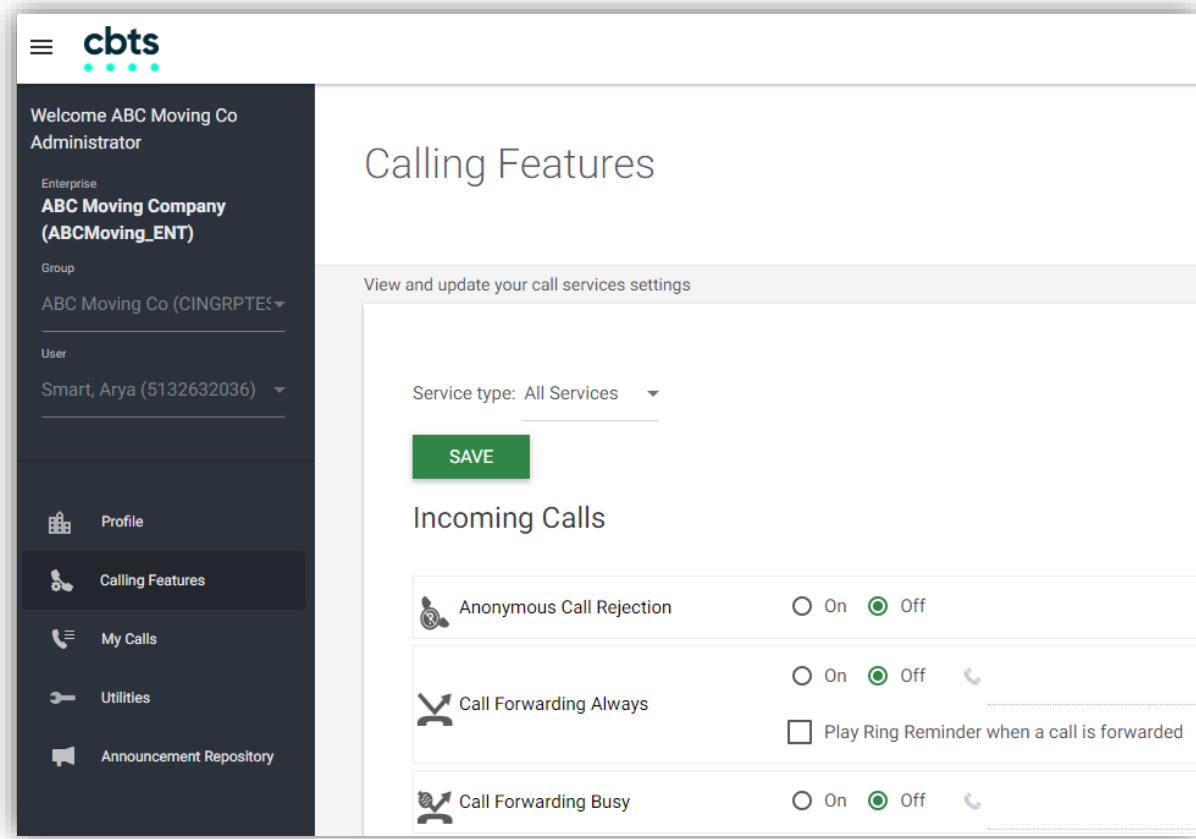 cbts
Welcome ABC Moving Co
Administrator
Enterprise
ABC Moving Company
(ABCMoving_ENT)
Group
ABC Moving Co (CINGRPTES
User
Smart, Arya (5132632036)
Profile
Calling Features
My Calls
Utilities
Announcement Repository
Calling Features
View and update your call services settings
Service type: All Services
SAVE
Incoming Calls
Anonymous Call Rejection On Off
Call Forwarding Always On Off
Play Ring Reminder when a call is forwarded
Call Forwarding Busy On Off